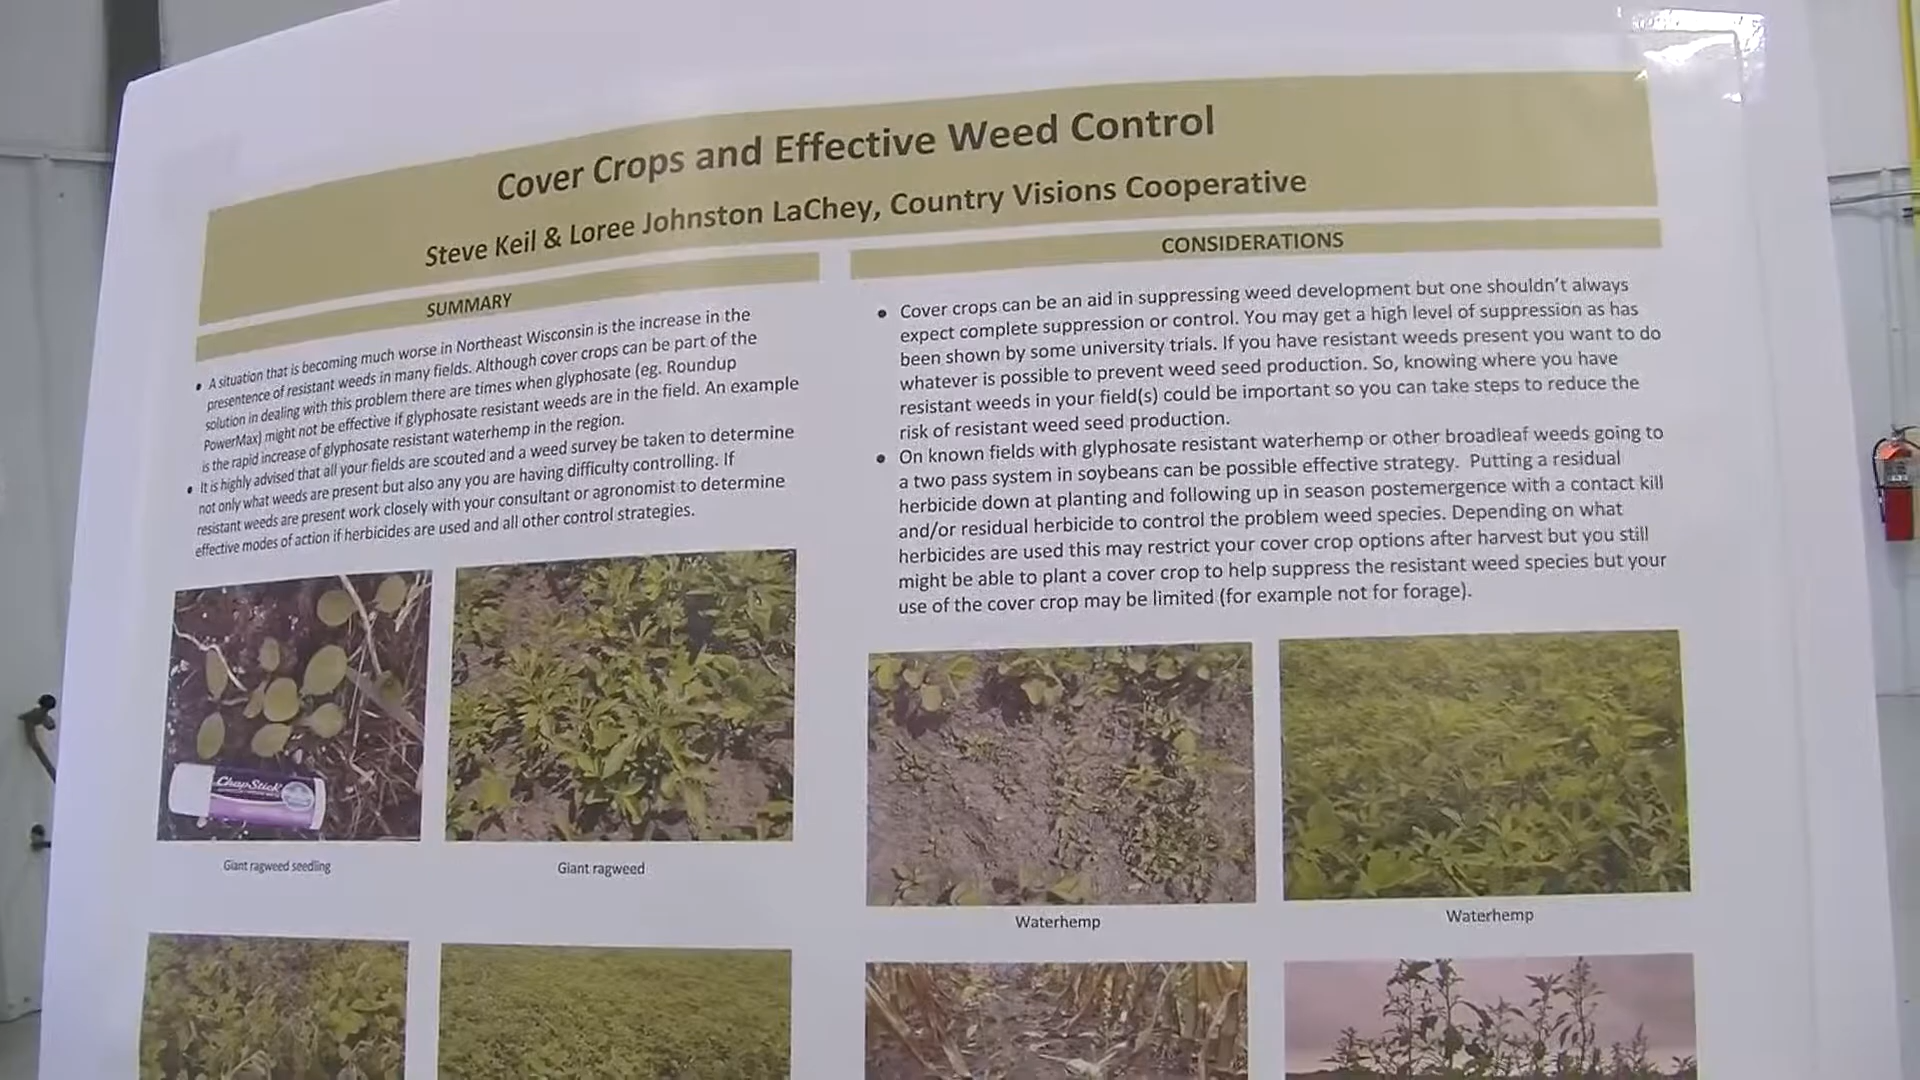 Cover Crops and Effective Weed Control
Steve Keil & Loree Johnston LaChey, Country Visions Cooperative
SUMMARY
• A situation that is becoming much worse in Northeast Wisconsin is the increase in the
presentence of resistant weeds in many fields. Although cover crops can be part of the
solution in dealing with this problem there are times when glyphosate (eg. Roundup
PowerMax) might not be effective if glyphosate resistant weeds are in the field. An example
is the rapid increase of glyphosate resistant waterhemp in the region.
• It is highly advised that all your fields are scouted and a weed survey be taken to determine
not only what weeds are present but also any you are having difficulty controlling. If
resistant weeds are present work closely with your consultant or agronomist to determine
effective modes of action if herbicides are used and all other control strategies.
ChapStick
Giant ragweed seedling
Giant ragweed
CONSIDERATIONS
• Cover crops can be an aid in suppressing weed development but one shouldn't always
expect complete suppression or control. You may get a high level of suppression as has
been shown by some university trials. If you have resistant weeds present you want to do
whatever is possible to prevent weed seed production. So, knowing where you have
resistant weeds in your field(s) could be important so you can take steps to reduce the
risk of resistant weed seed production.
• On known fields with glyphosate resistant waterhemp or other broadleaf weeds going to
a two pass system in soybeans can be possible effective strategy. Putting a residual
herbicide down at planting and following up in season postemergence with a contact kill
and/or residual herbicide to control the problem weed species. Depending on what
herbicides are used this may restrict your cover crop options after harvest but you still
might be able to plant a cover crop to help suppress the resistant weed species but your
use of the cover crop may be limited (for example not for forage).
Waterhemp
Waterhemp